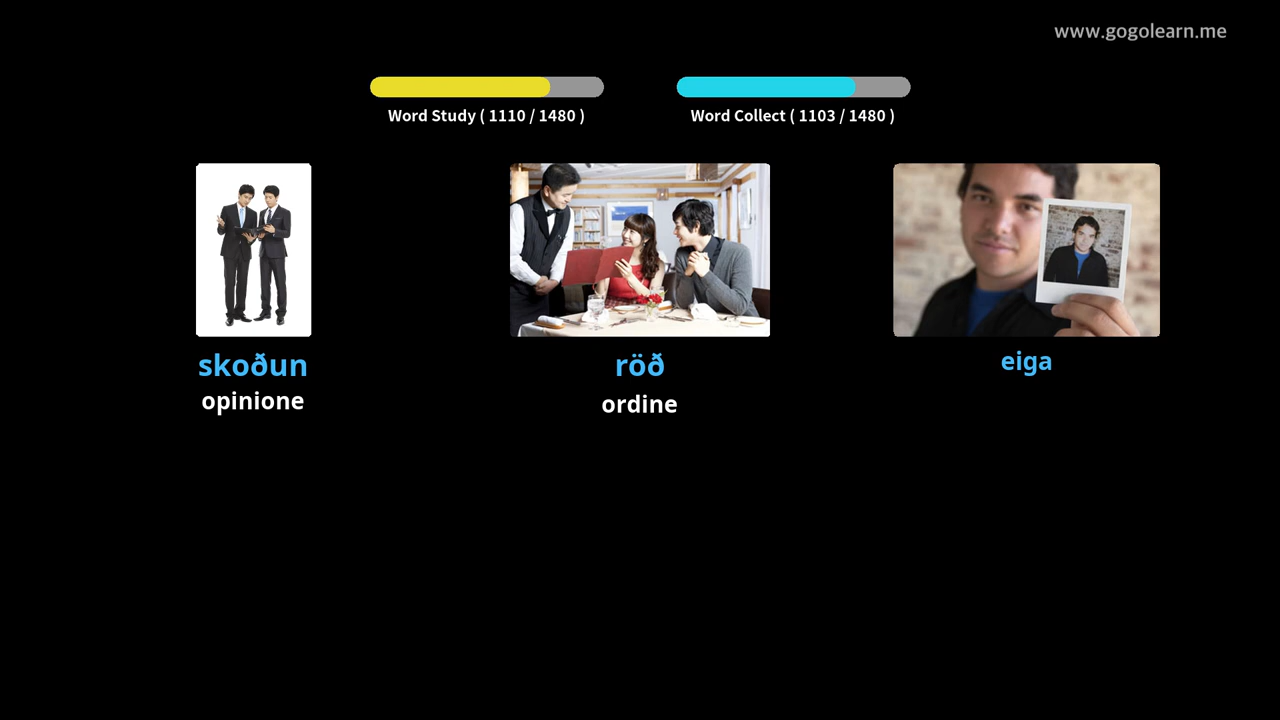 www.gogolearn.me
Word Study ( 1110 / 1480 )
Word Collect ( 1103 / 1480 )
skoðun
opinione
röð
ordine
eiga